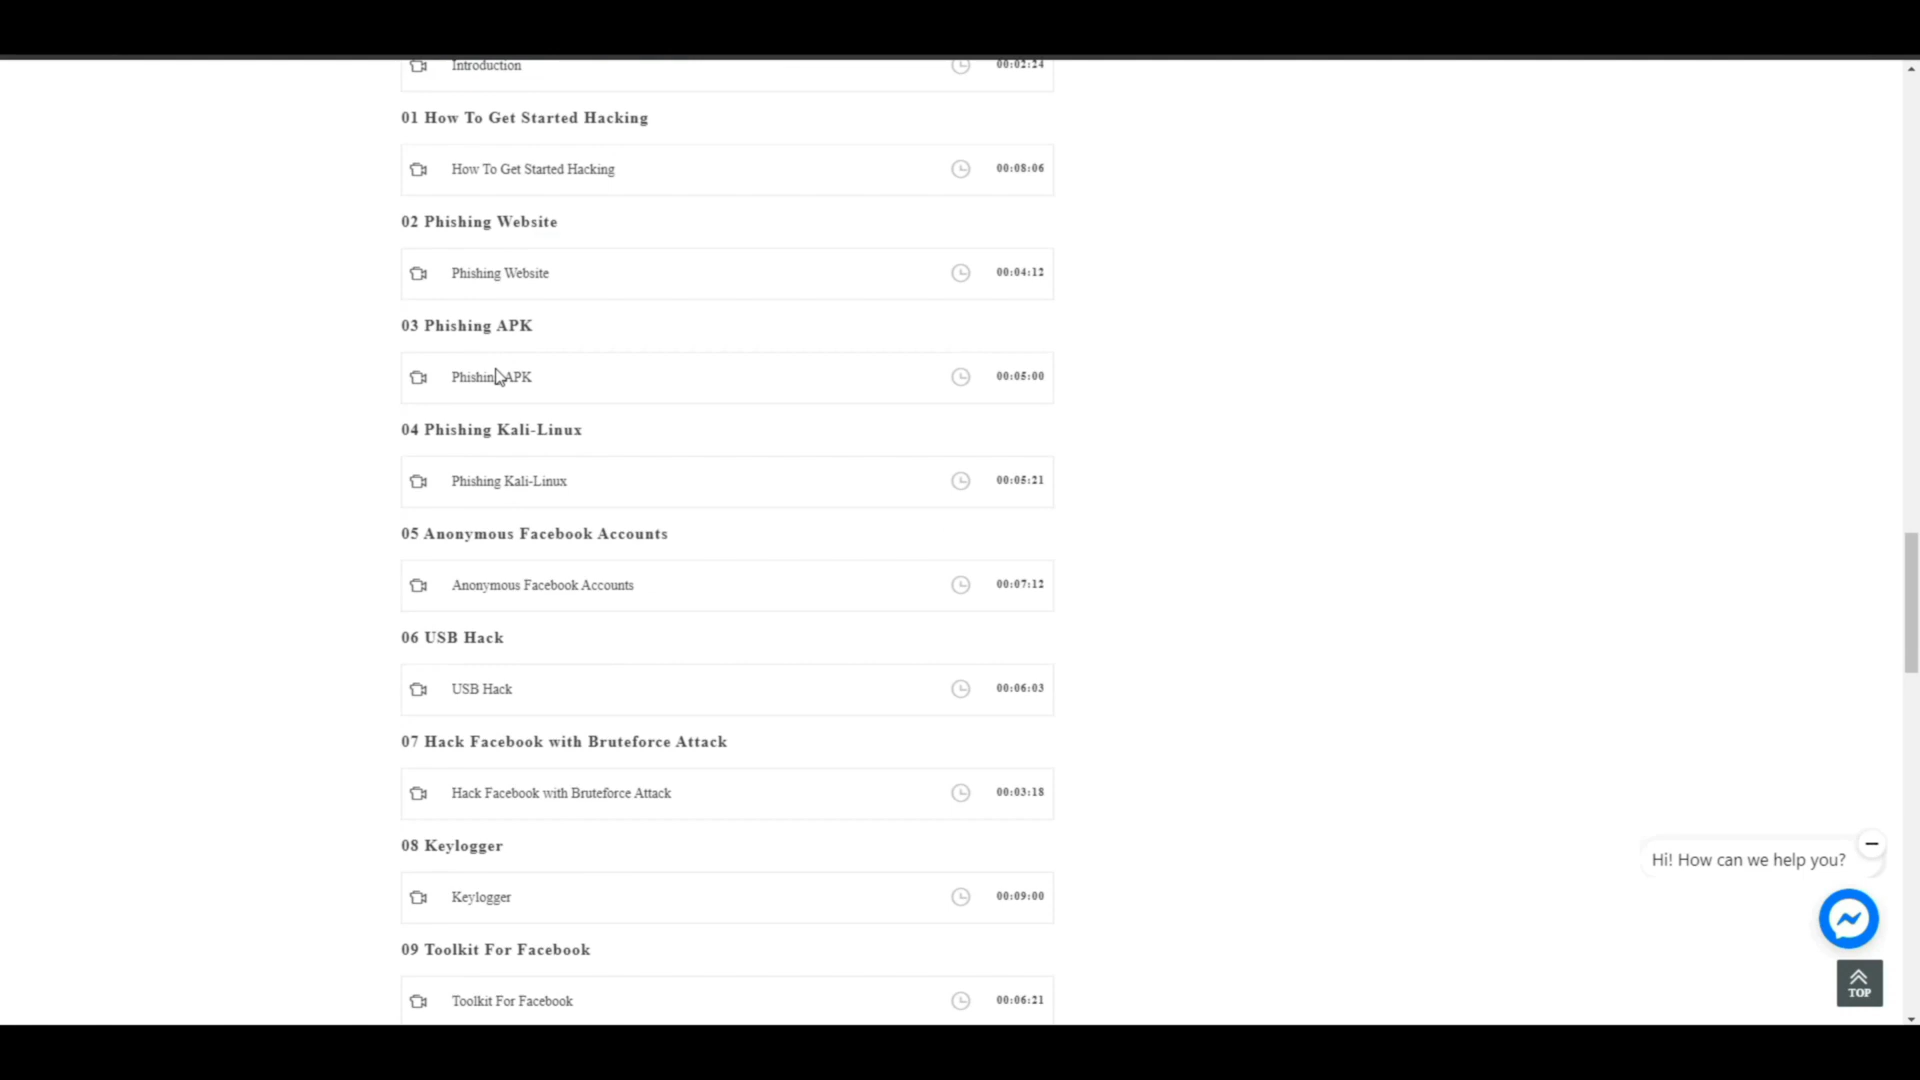 Introduction 00:02:24
01 How To Get Started Hacking
How To Get Started Hacking 00:08:06
02 Phishing Website
Phishing Website 00:04:12
03 Phishing APK
Phishing APK 00:05:00
04 Phishing Kali-Linux
Phishing Kali-Linux 00:05:21
05 Anonymous Facebook Accounts
Anonymous Facebook Accounts 00:07:12
06 USB Hack
USB Hack 00:06:03
07 Hack Facebook with Bruteforce Attack
Hack Facebook with Bruteforce Attack 00:03:18
08 Keylogger
Keylogger 00:09:00
09 Toolkit For Facebook
Toolkit For Facebook 00:06:21
Hi! How can we help you?
TOP